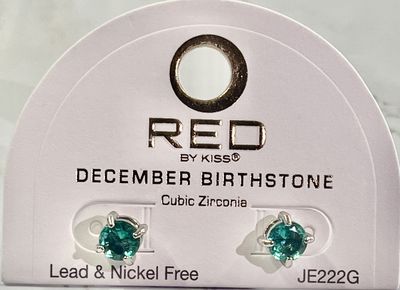 RED
BY KISS®
DECEMBER BIRTHSTONE
Cubic Zirconia
Lead & Nickel Free
JE222G